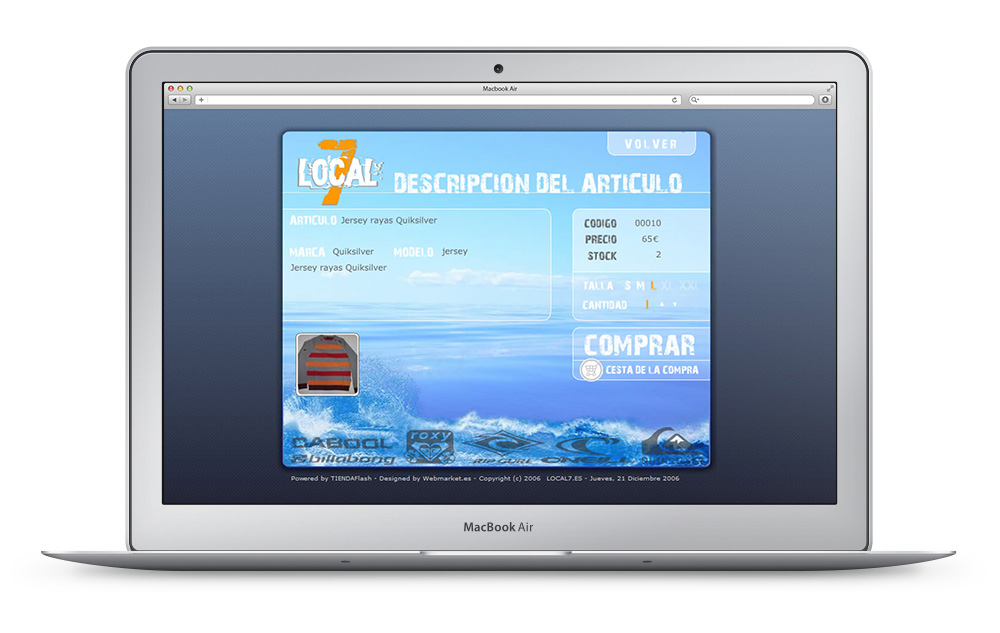 Macbook Air
VOLVER
LOCAL 7
DESCRIPCION DEL ARTICULO
ARTICULO Jersey rayas Quiksilver
MARCA Quiksilver MODELO jersey
Jersey rayas Quiksilver
CODIGO 00010
PRECIO 65€
STOCK 2
TALLA S M L XL XXL
CANTIDAD 1
COMPRAR
CESTA DE LA COMPRA
CABOOL roxy
billabong RIP CURL O'NEILL
Powered by TIENDAFlash - Designed by Webmarket.es - Copyright (c) 2006 LOCAL7.ES - Jueves, 21 Diciembre 2006
MacBook Air